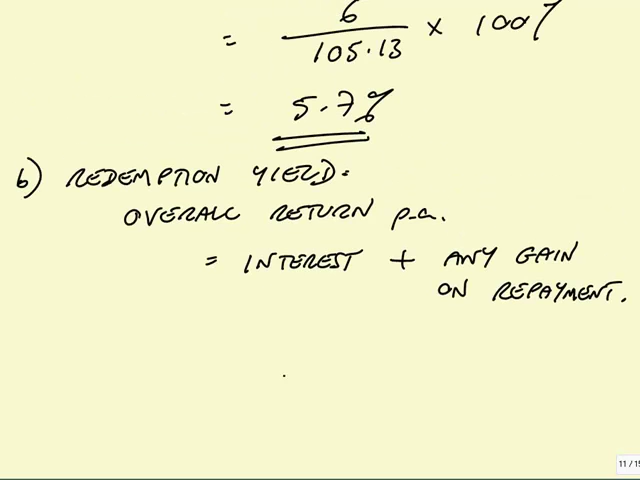 6
= ――― × 100%
105.13
= 5.7%
b) REDEMPTION YIELD.
OVERALL RETURN p.a.
= INTEREST + ANY GAIN
ON REPAYMENT.
11 / 15